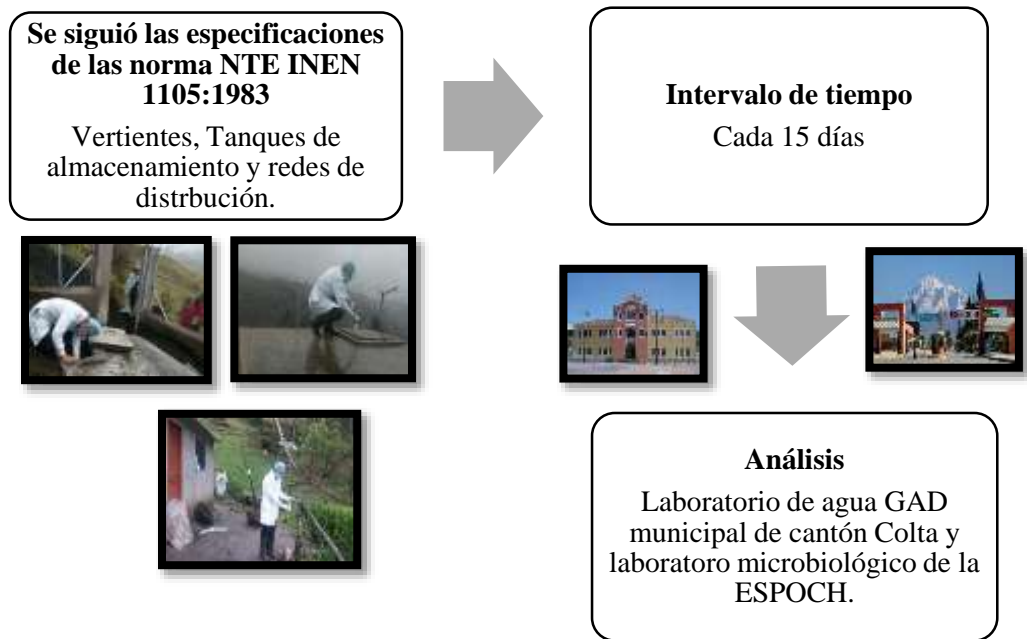 Se siguió las especificaciones
de las norma NTE INEN
1105:1983
Vertientes, Tanques de
almacenamiento y redes de
distrbución.
Intervalo de tiempo
Cada 15 días
Análisis
Laboratorio de agua GAD
municipal de cantón Colta y
laboratoro microbiológico de la
ESPOCH.